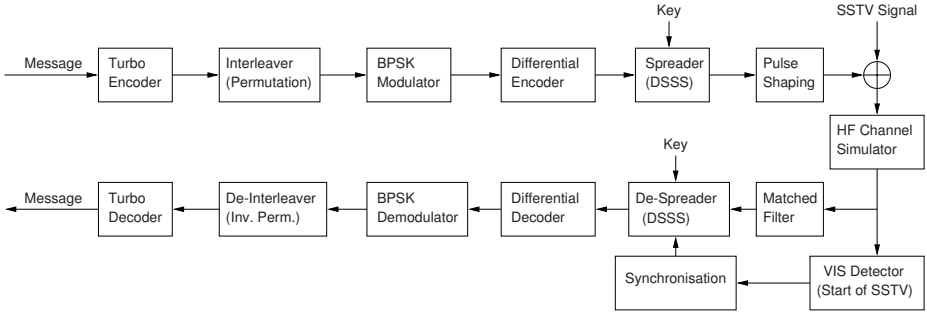 Key
SSTV Signal
Message
Turbo
Encoder
Interleaver
(Permutation)
BPSK
Modulator
Differential
Encoder
Spreader
(DSSS)
Pulse
Shaping
HF Channel
Simulator
Key
Message
Turbo
Decoder
De-Interleaver
(Inv. Perm.)
BPSK
Demodulator
Differential
Decoder
De-Spreader
(DSSS)
Matched
Filter
Synchronisation
VIS Detector
(Start of SSTV)